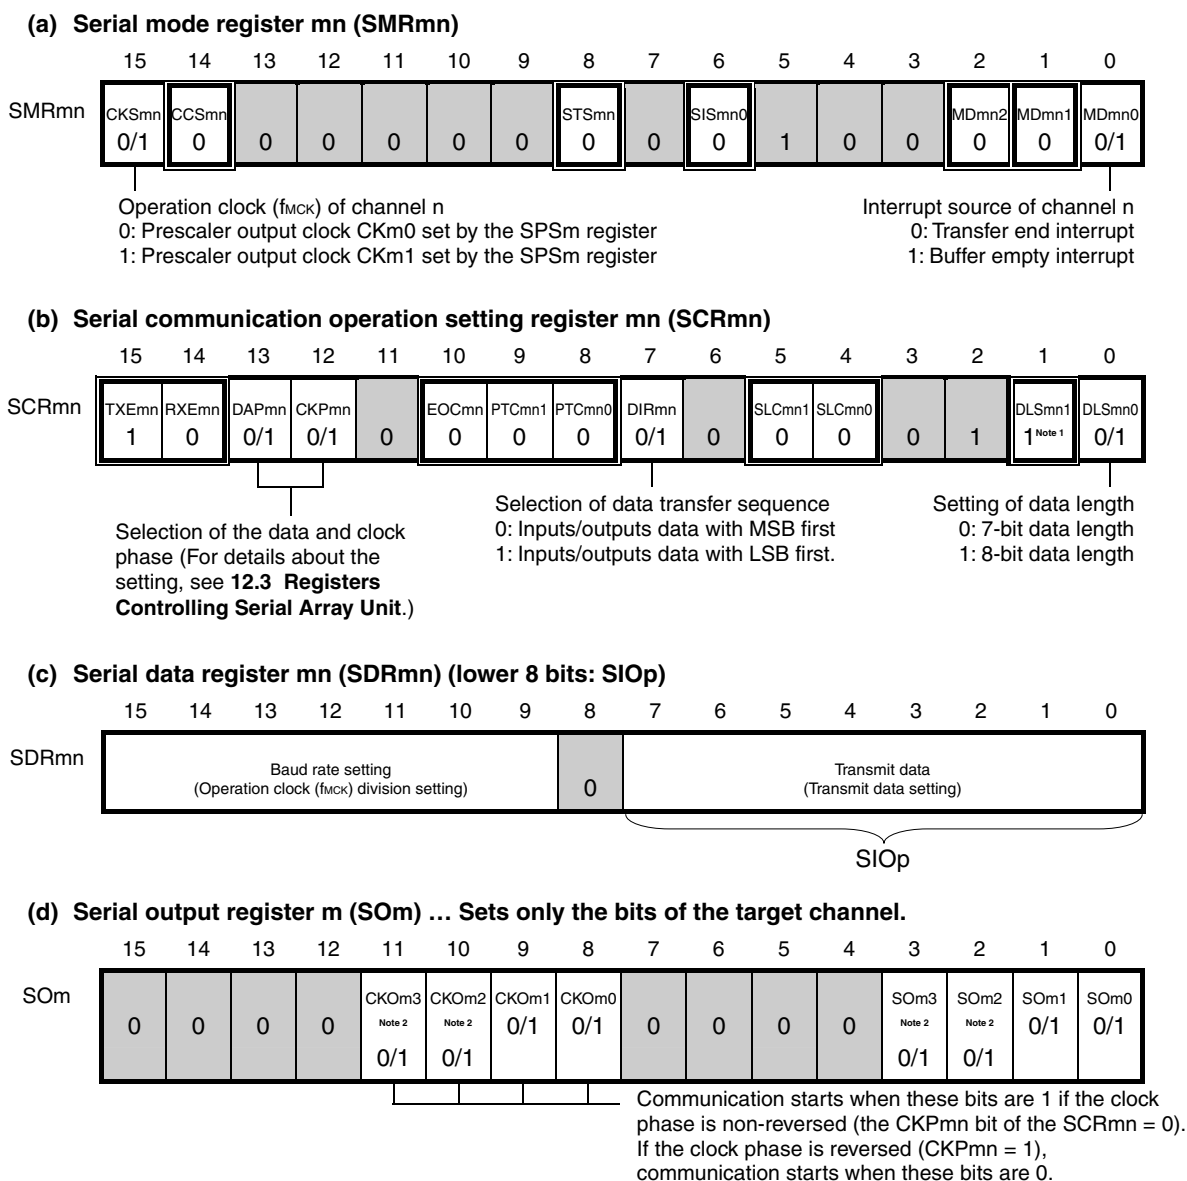 (a) Serial mode register mn (SMRmn)
15 14 13 12 11 10 9 8 7 6 5 4 3 2 1 0
SMRmn
CKSmn CCSmn STSmn SISmn0 MDmn2 MDmn1 MDmn0
0/1 0 0 0 0 0 0 0 0 0 1 0 0 0 0 0/1
Operation clock (fMCK) of channel n
0: Prescaler output clock CKm0 set by the SPSm register
1: Prescaler output clock CKm1 set by the SPSm register
Interrupt source of channel n
0: Transfer end interrupt
1: Buffer empty interrupt
(b) Serial communication operation setting register mn (SCRmn)
15 14 13 12 11 10 9 8 7 6 5 4 3 2 1 0
SCRmn
TXEmn RXEmn DAPmn CKPmn EOCmn PTCmn1 PTCmn0 DIRmn SLCmn1 SLCmn0 DLSmn1 DLSmn0
1 0 0/1 0/1 0 0 0 0 0/1 0 0 0 0 1 1 Note 1 0/1
Selection of the data and clock
phase (For details about the
setting, see 12.3 Registers
Controlling Serial Array Unit.)
Selection of data transfer sequence
0: Inputs/outputs data with MSB first
1: Inputs/outputs data with LSB first.
Setting of data length
0: 7-bit data length
1: 8-bit data length
(c) Serial data register mn (SDRmn) (lower 8 bits: SIOp)
15 14 13 12 11 10 9 8 7 6 5 4 3 2 1 0
SDRmn
Baud rate setting
(Operation clock (fMCK) division setting)
0
Transmit data
(Transmit data setting)
SIOp
(d) Serial output register m (SOm) … Sets only the bits of the target channel.
15 14 13 12 11 10 9 8 7 6 5 4 3 2 1 0
SOm
CKOm3 CKOm2 CKOm1 CKOm0 SOm3 SOm2 SOm1 SOm0
0 0 0 0 Note 2 Note 2 0/1 0/1 0 0 0 0 Note 2 Note 2 0/1 0/1
0/1 0/1 0/1 0/1
Communication starts when these bits are 1 if the clock
phase is non-reversed (the CKPmn bit of the SCRmn = 0).
If the clock phase is reversed (CKPmn = 1),
communication starts when these bits are 0.